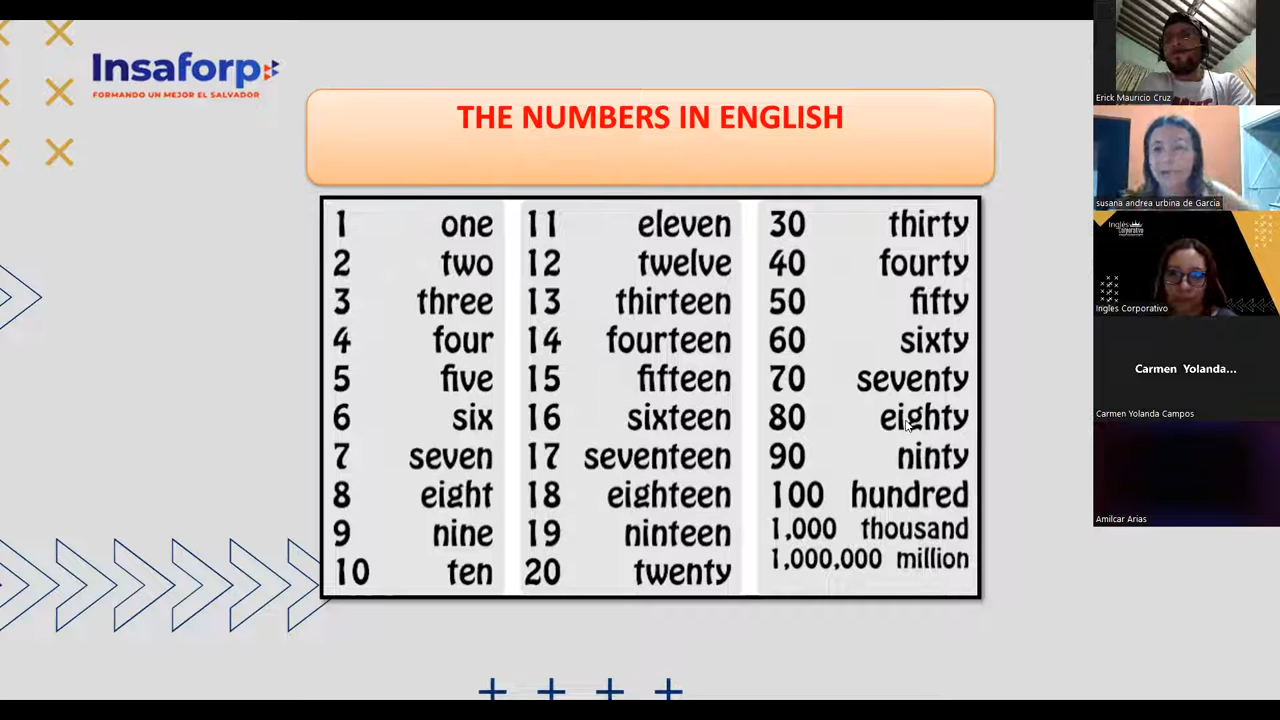 Insaforp
FORMANDO UN MEJOR EL SALVADOR
THE NUMBERS IN ENGLISH
1 one 11 eleven 30 thirty
2 two 12 twelve 40 fourty
3 three 13 thirteen 50 fifty
4 four 14 fourteen 60 sixty
5 five 15 fifteen 70 seventy
6 six 16 sixteen 80 eighty
7 seven 17 seventeen 90 ninty
8 eight 18 eighteen 100 hundred
9 nine 19 ninteen 1,000 thousand
10 ten 20 twenty 1,000,000 million
Erick Mauricio Cruz
susana andrea urbina de Garcia
Inglés
Corporativo
Ingles Corporativo
Carmen Yolanda...
Carmen Yolanda Campos
Amilcar Arias